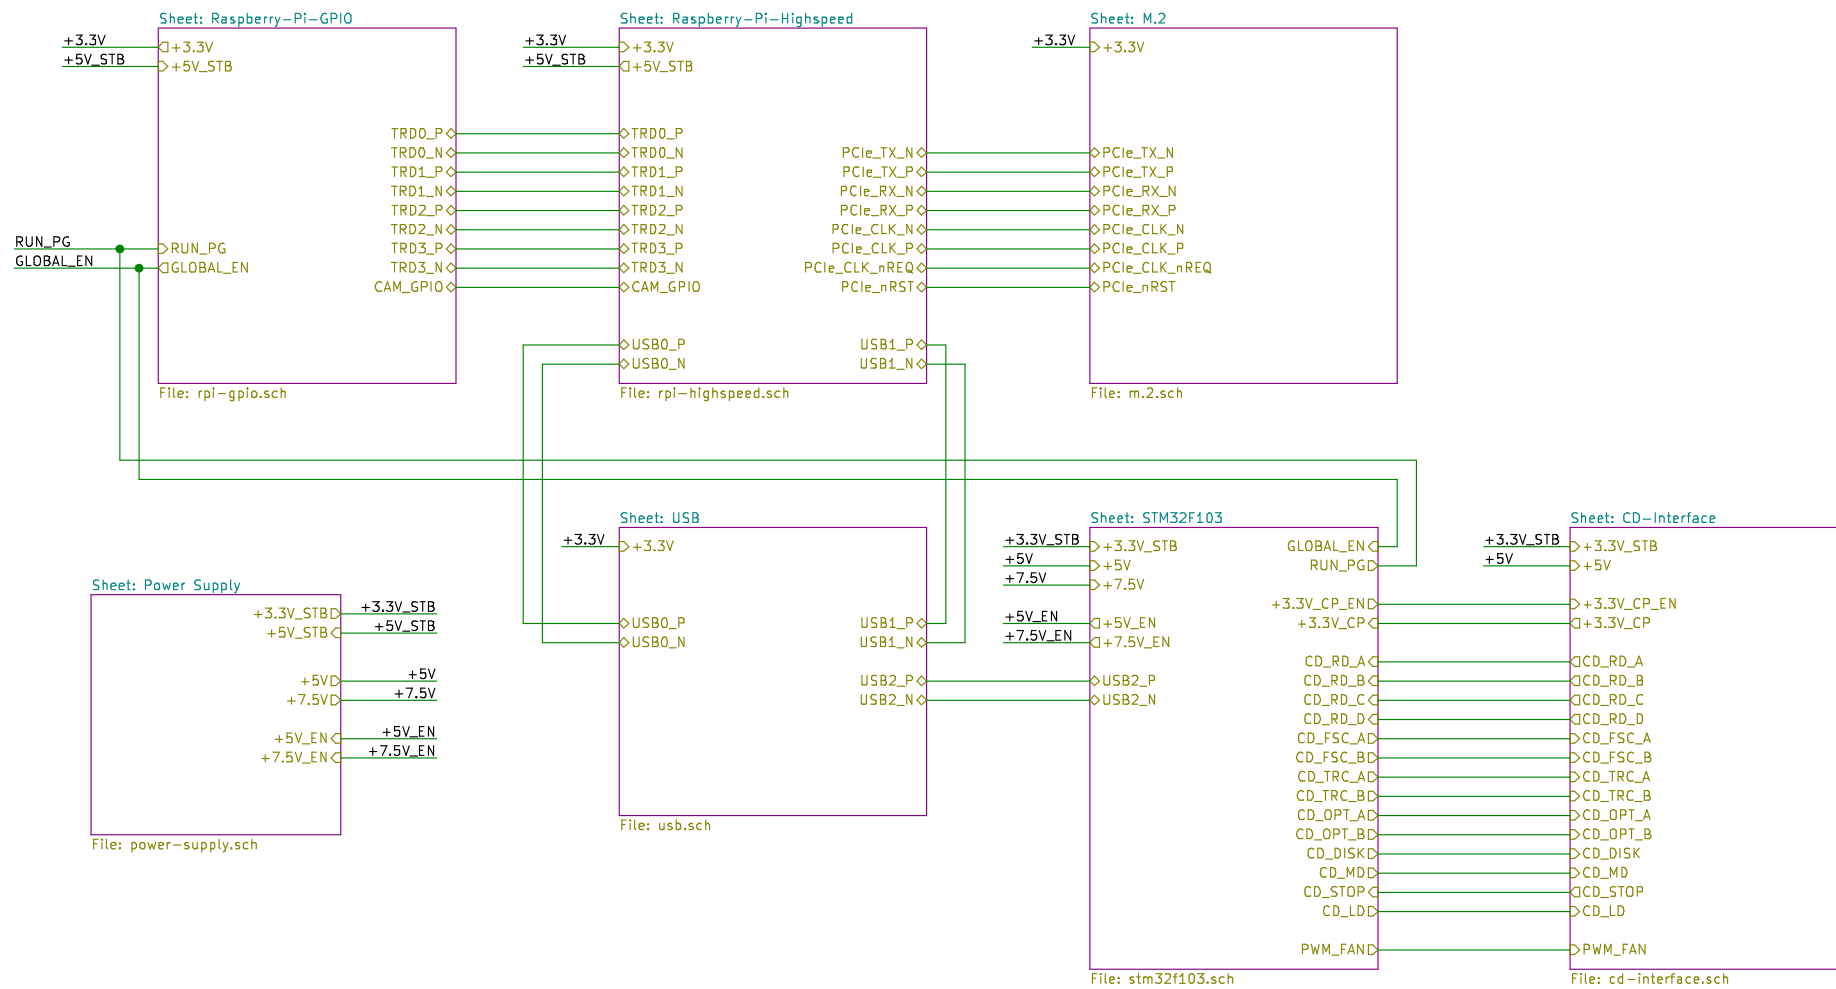 Sheet: Raspberry-Pi-GPIO
+3.3V
+5V_STB
+3.3V
+5V_STB
TRD0_P
TRD0_N
TRD1_P
TRD1_N
TRD2_P
TRD2_N
TRD3_P
TRD3_N
CAM_GPIO
RUN_PG
GLOBAL_EN
RUN_PG
GLOBAL_EN
File: rpi-gpio.sch
Sheet: Raspberry-Pi-Highspeed
+3.3V
+5V_STB
+3.3V
+5V_STB
TRD0_P
TRD0_N
TRD1_P
TRD1_N
TRD2_P
TRD2_N
TRD3_P
TRD3_N
CAM_GPIO
USB0_P
USB0_N
PCIe_TX_N
PCIe_TX_P
PCIe_RX_N
PCIe_RX_P
PCIe_CLK_N
PCIe_CLK_P
PCIe_CLK_nREQ
PCIe_nRST
USB1_P
USB1_N
File: rpi-highspeed.sch
Sheet: M.2
+3.3V
+3.3V
PCIe_TX_N
PCIe_TX_P
PCIe_RX_N
PCIe_RX_P
PCIe_CLK_N
PCIe_CLK_P
PCIe_CLK_nREQ
PCIe_nRST
File: m.2.sch
Sheet: Power Supply
+3.3V_STB
+5V_STB
+5V
+7.5V
+5V_EN
+7.5V_EN
+3.3V_STB
+5V_STB
+5V
+7.5V
+5V_EN
+7.5V_EN
File: power-supply.sch
Sheet: USB
+3.3V
+3.3V
USB0_P
USB0_N
USB1_P
USB1_N
USB2_P
USB2_N
File: usb.sch
Sheet: STM32F103
+3.3V_STB
+5V
+7.5V
+5V_EN
+7.5V_EN
+3.3V_STB
+5V
+7.5V
+5V_EN
+7.5V_EN
USB2_P
USB2_N
GLOBAL_EN
RUN_PG
+3.3V_CP_EN
+3.3V_CP
CD_RD_A
CD_RD_B
CD_RD_C
CD_RD_D
CD_FSC_A
CD_FSC_B
CD_TRC_A
CD_TRC_B
CD_OPT_A
CD_OPT_B
CD_DISK
CD_MD
CD_STOP
CD_LD
PWM_FAN
File: stm32f103.sch
Sheet: CD-Interface
+3.3V_STB
+5V
+3.3V_STB
+5V
+3.3V_CP_EN
+3.3V_CP
CD_RD_A
CD_RD_B
CD_RD_C
CD_RD_D
CD_FSC_A
CD_FSC_B
CD_TRC_A
CD_TRC_B
CD_OPT_A
CD_OPT_B
CD_DISK
CD_MD
CD_STOP
CD_LD
PWM_FAN
File: cd-interface.sch